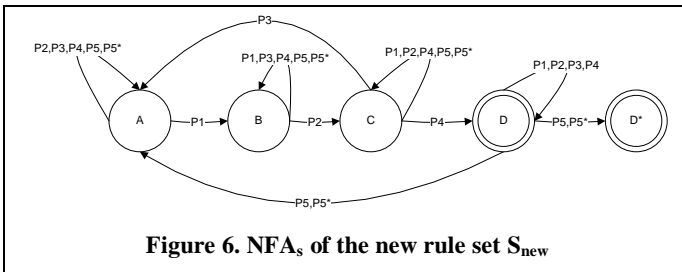 P3
P2,P3,P4,P5,P5*
P1,P3,P4,P5,P5*
P1,P2,P4,P5,P5*
P1,P2,P3,P4
A
P1
B
P2
C
P4
D
P5,P5*
D*
P5,P5*
Figure 6. NFAs of the new rule set Snew